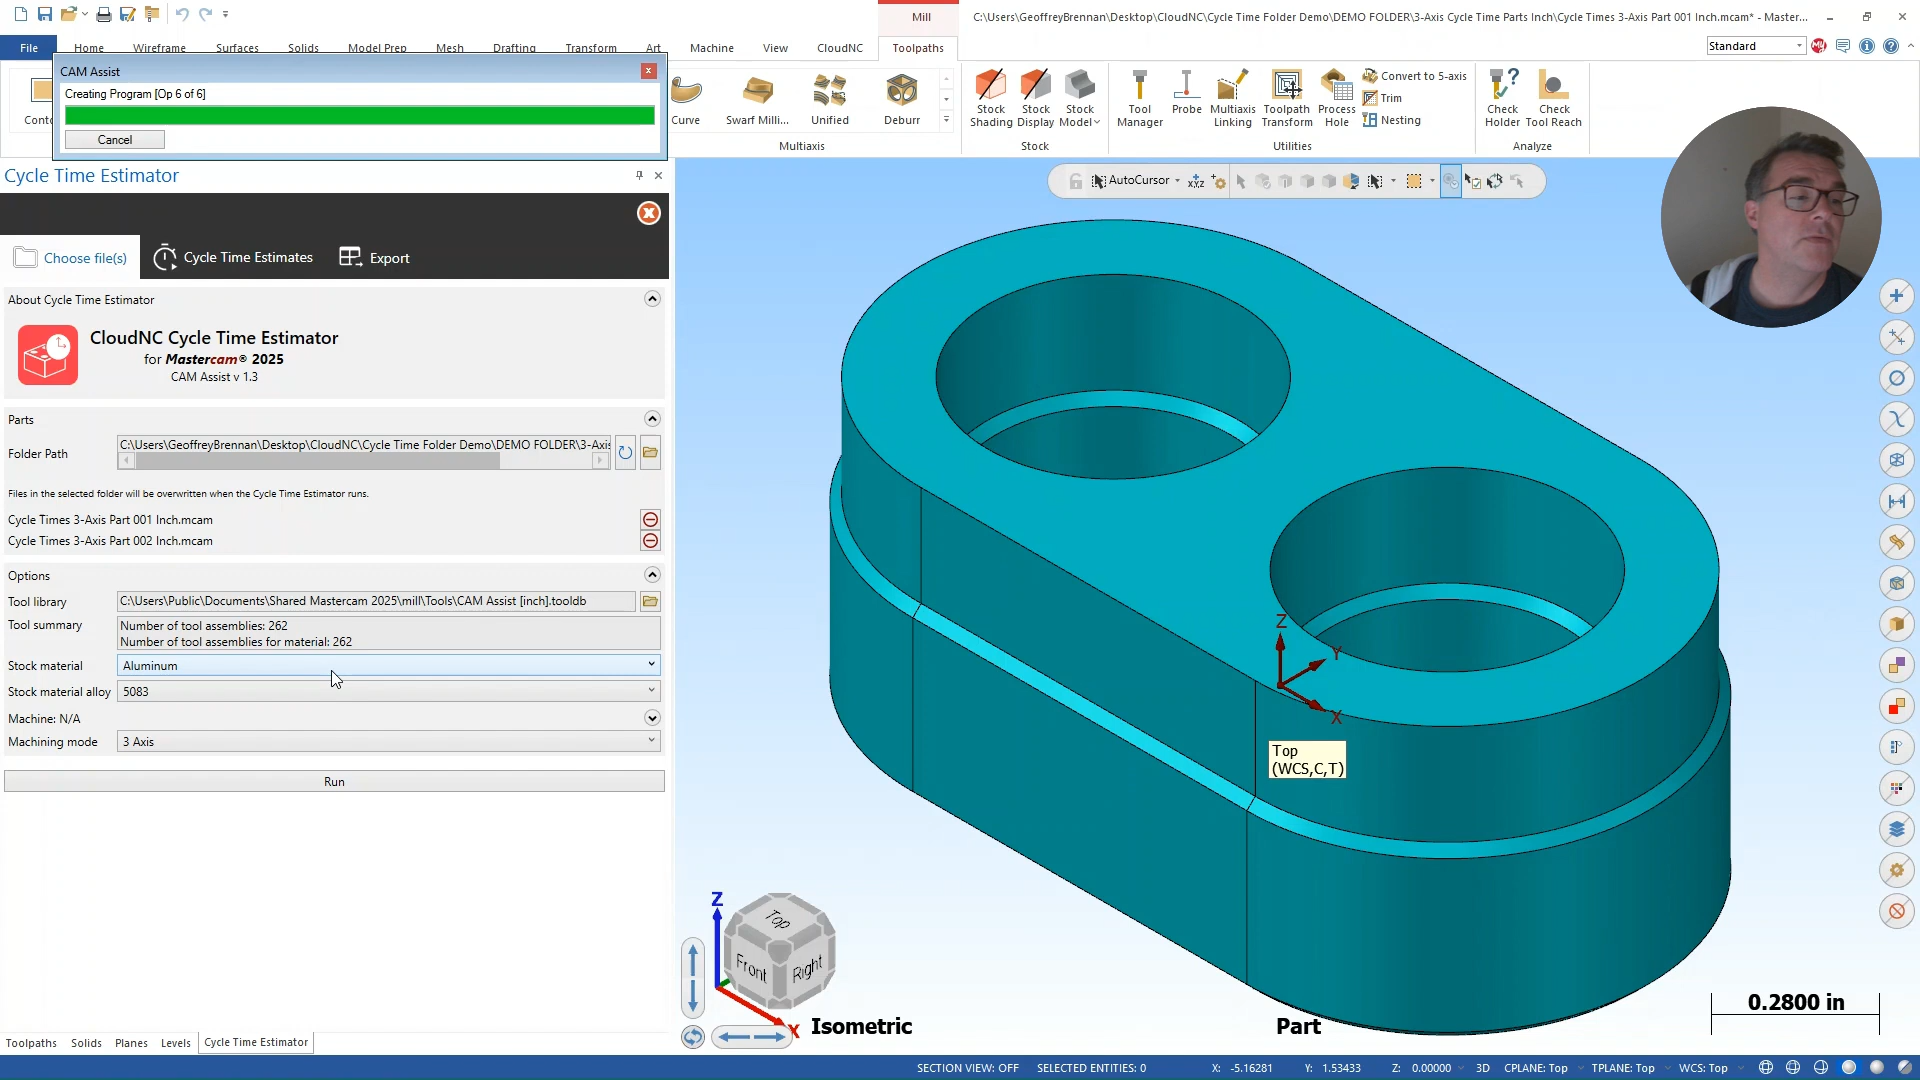 Mill
C:\Users\GeoffreyBrennan\Desktop\CloudNC\Cycle Time Folder Demo\DEMO FOLDER\3-Axis Cycle Time Parts Inch\Cycle Times 3-Axis Part 001 Inch.mcam* - Master...
File
Home
Wireframe
Surfaces
Solids
Model Prep
Mesh
Drafting
Transform
Art
Machine
View
CloudNC
Toolpaths
Standard
CAM Assist
Creating Program [Op 6 of 6]
Cancel
Conto
Curve
Swarf Milli...
Unified
Deburr
Multiaxis
Stock Shading
Stock Display
Stock Model
Stock
Tool Manager
Probe
Multiaxis Linking
Toolpath Transform
Process Hole
Convert to 5-axis
Trim
Nesting
Utilities
Check Holder
Check Tool Reach
Analyze
Cycle Time Estimator
AutoCursor
Choose file(s)
Cycle Time Estimates
Export
About Cycle Time Estimator
CloudNC Cycle Time Estimator
for Mastercam® 2025
CAM Assist v 1.3
Parts
Folder Path
C:\Users\GeoffreyBrennan\Desktop\CloudNC\Cycle Time Folder Demo\DEMO FOLDER\3-Axis
Files in the selected folder will be overwritten when the Cycle Time Estimator runs.
Cycle Times 3-Axis Part 001 Inch.mcam
Cycle Times 3-Axis Part 002 Inch.mcam
Options
Tool library
C:\Users\Public\Documents\Shared Mastercam 2025\mill\Tools\CAM Assist [inch].tooldb
Tool summary
Number of tool assemblies: 262
Number of tool assemblies for material: 262
Stock material
Aluminum
Stock material alloy
5083
Machine: N/A
Machining mode
3 Axis
Run
Z
Y
X
Top
(WCS,C,T)
Z
Top
Front
Right
X
Isometric
Part
0.2800 in
Toolpaths
Solids
Planes
Levels
Cycle Time Estimator
SECTION VIEW: OFF
SELECTED ENTITIES: 0
X: -5.16281
Y: 1.53433
Z: 0.00000
3D
CPLANE: Top
TPLANE: Top
WCS: Top